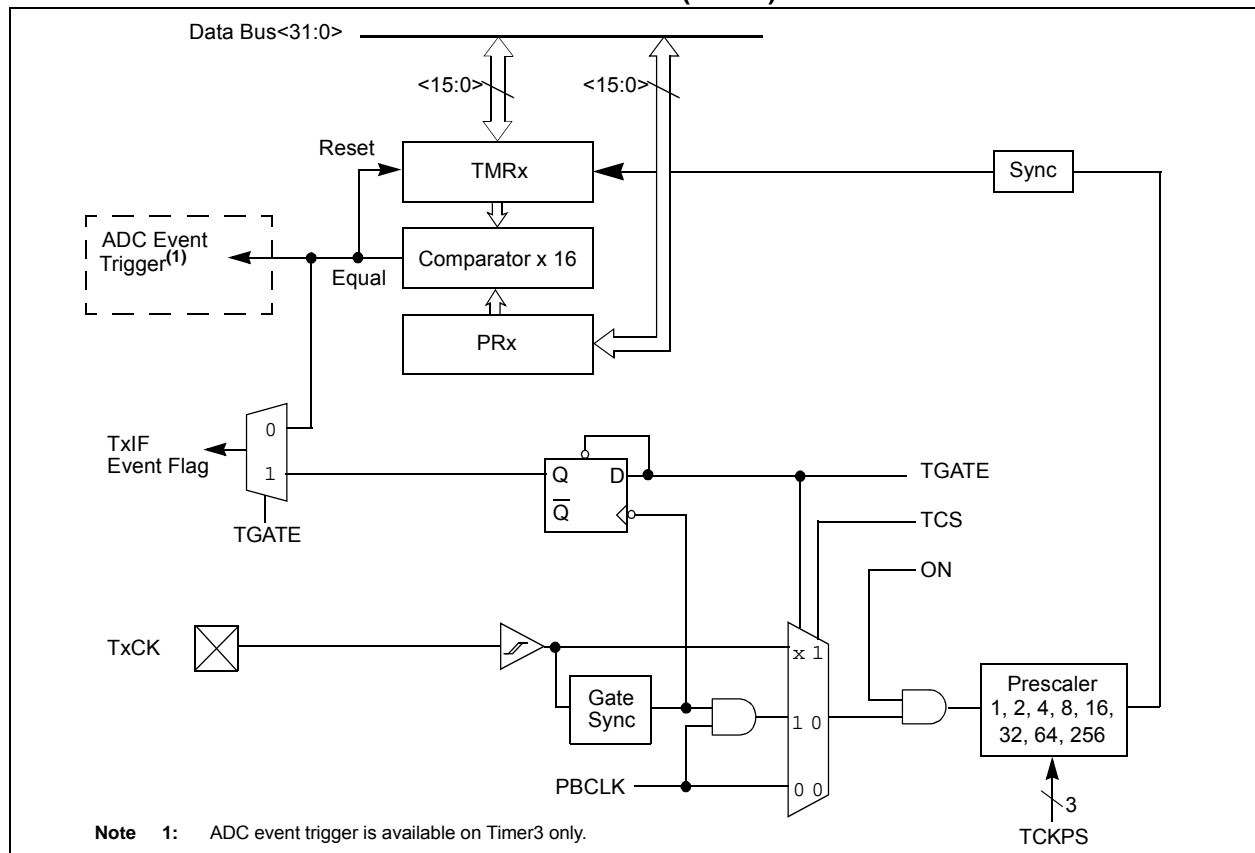 Data Bus<31:0>
<15:0>
<15:0>
Reset
TMRx
Sync
ADC Event
Trigger(1)
Equal
Comparator x 16
PRx
0
1
TxIF
Event Flag
TGATE
Q
D
Q
TGATE
TCS
ON
TxCK
x 1
Gate
Sync
1 0
Prescaler
1, 2, 4, 8, 16,
32, 64, 256
PBCLK
0 0
3
TCKPS
Note 1: ADC event trigger is available on Timer3 only.